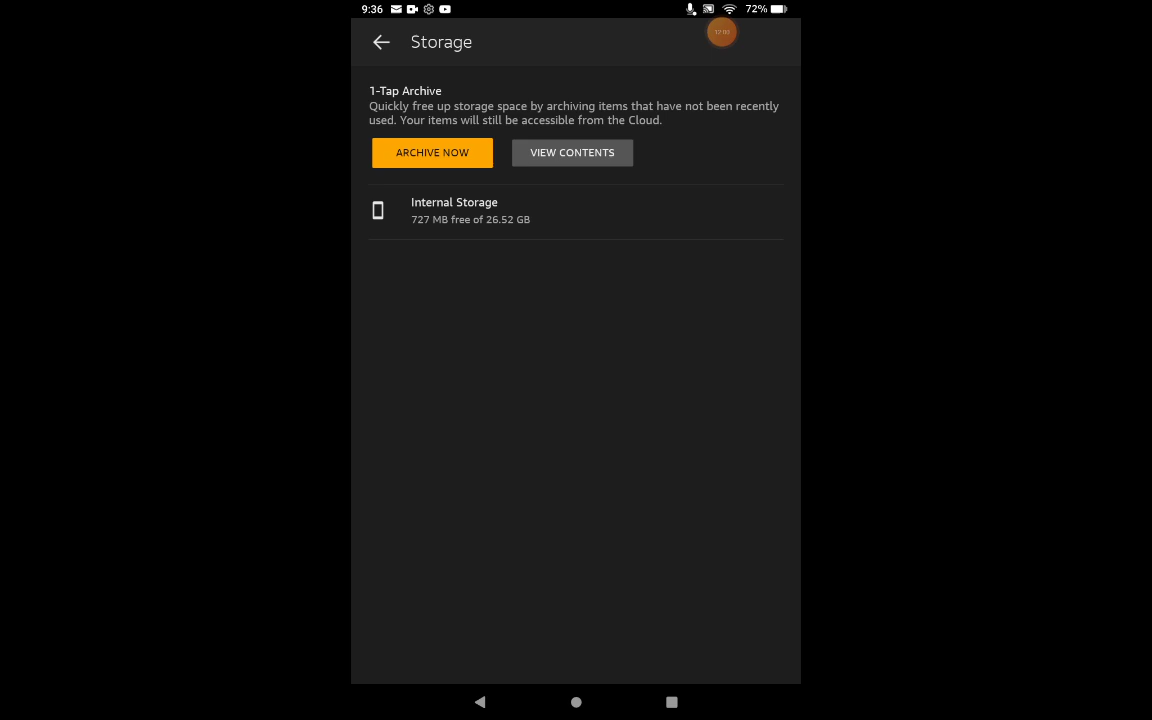 9:36
72%
12:00
Storage
1-Tap Archive
Quickly free up storage space by archiving items that have not been recently
used. Your items will still be accessible from the Cloud.
ARCHIVE NOW
VIEW CONTENTS
Internal Storage
727 MB free of 26.52 GB